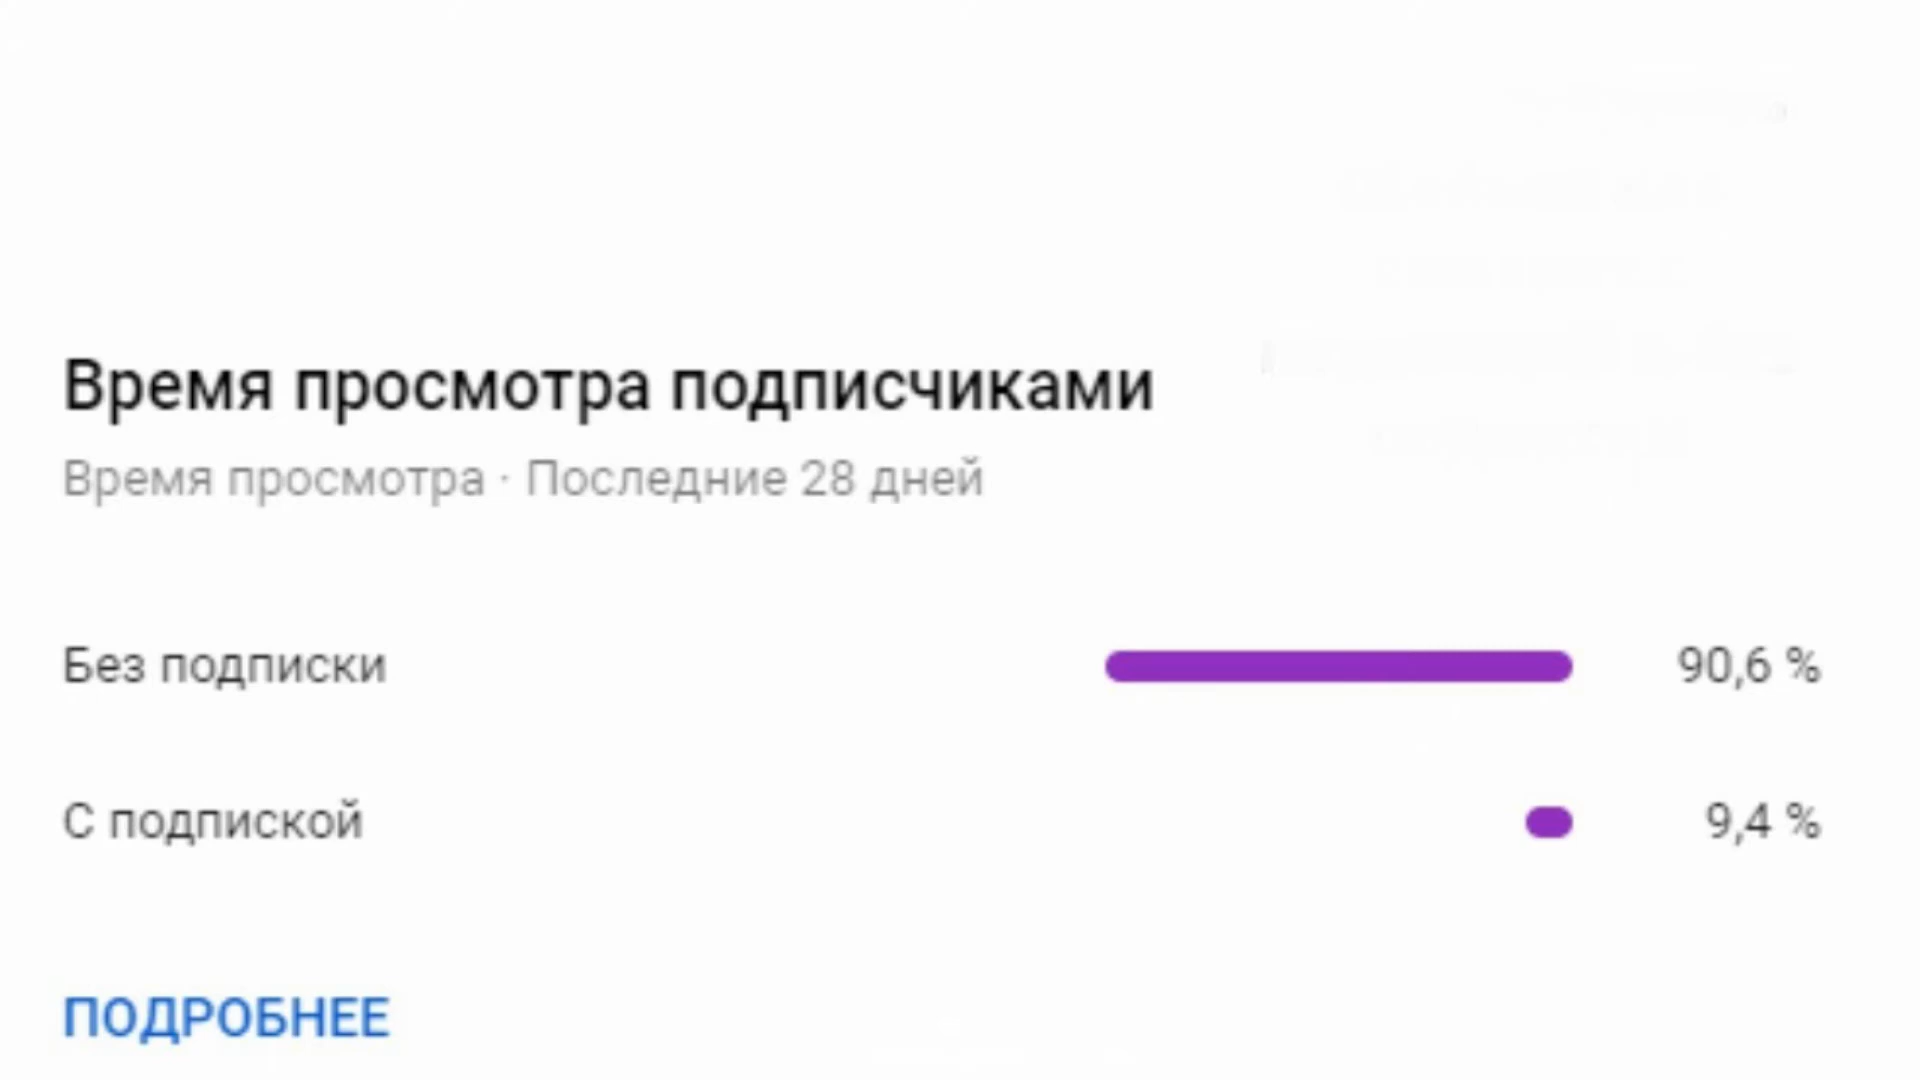 Время просмотра подписчиками
Время просмотра · Последние 28 дней
Без подписки 90,6 %
С подпиской 9,4 %
ПОДРОБНЕЕ